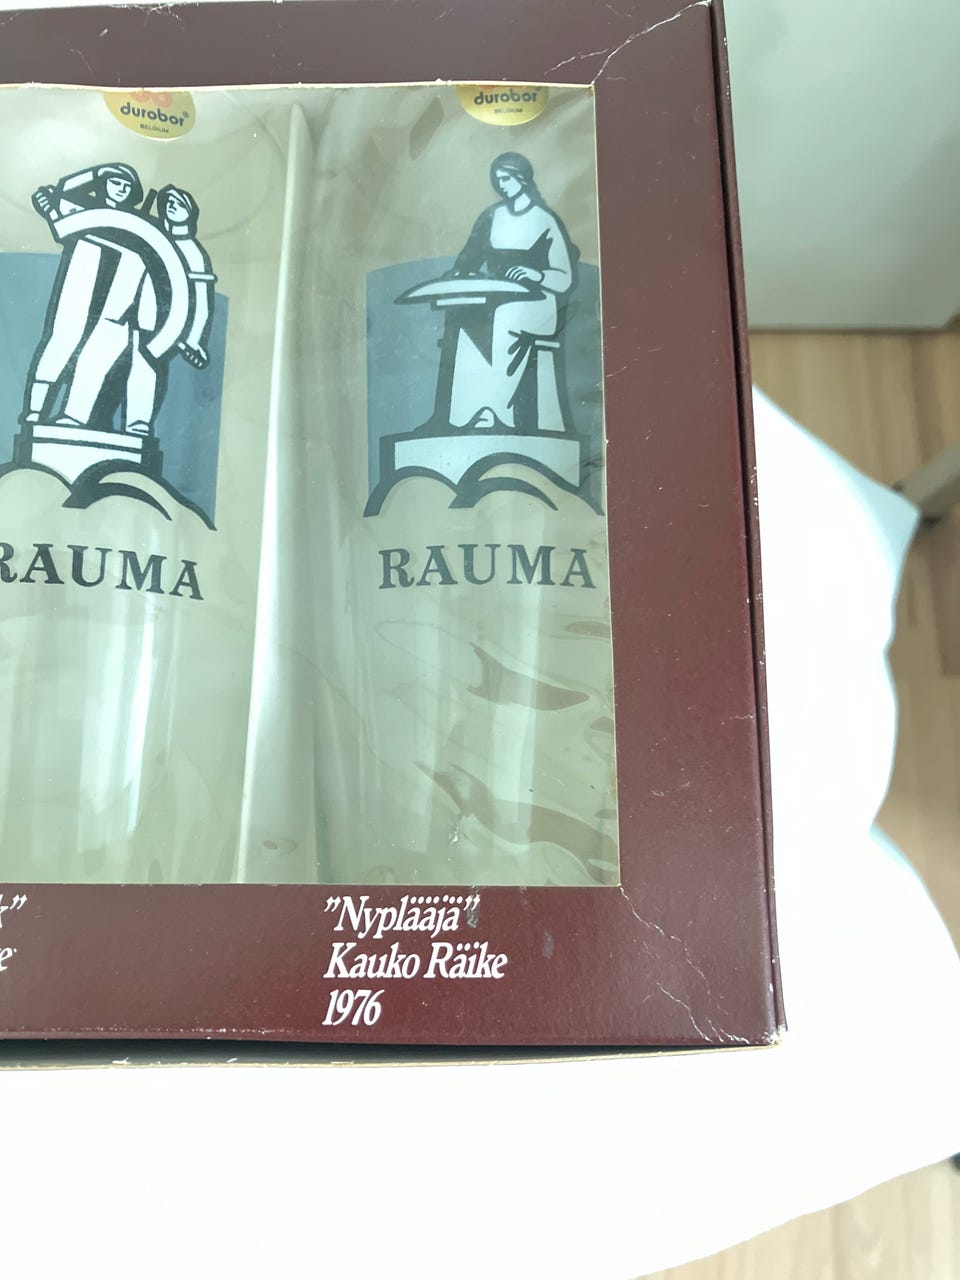 durobor®
BELGIUM
durobor
BELGIUM
RAUMA
RAUMA
"Nyplääjä"
Kauko Räike
1976